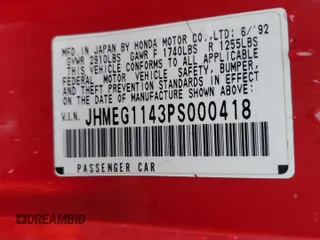 MFD. IN JAPAN BY HONDA MOTOR CO., LTD. 6/'92
GVWR 2910LBS GAWR F 1740LBS R 1255LBS
THIS VEHICLE CONFORMS TO ALL APPLICABLE
FEDERAL MOTOR VEHICLE SAFETY, BUMPER,
AND THEFT PREVENTION STANDARDS IN EFFECT
ON THE DATE OF MANUFACTURE SHOWN ABOVE.
V.I.N. JHMEG1143PS000418
PASSENGER CAR
DREAMBID